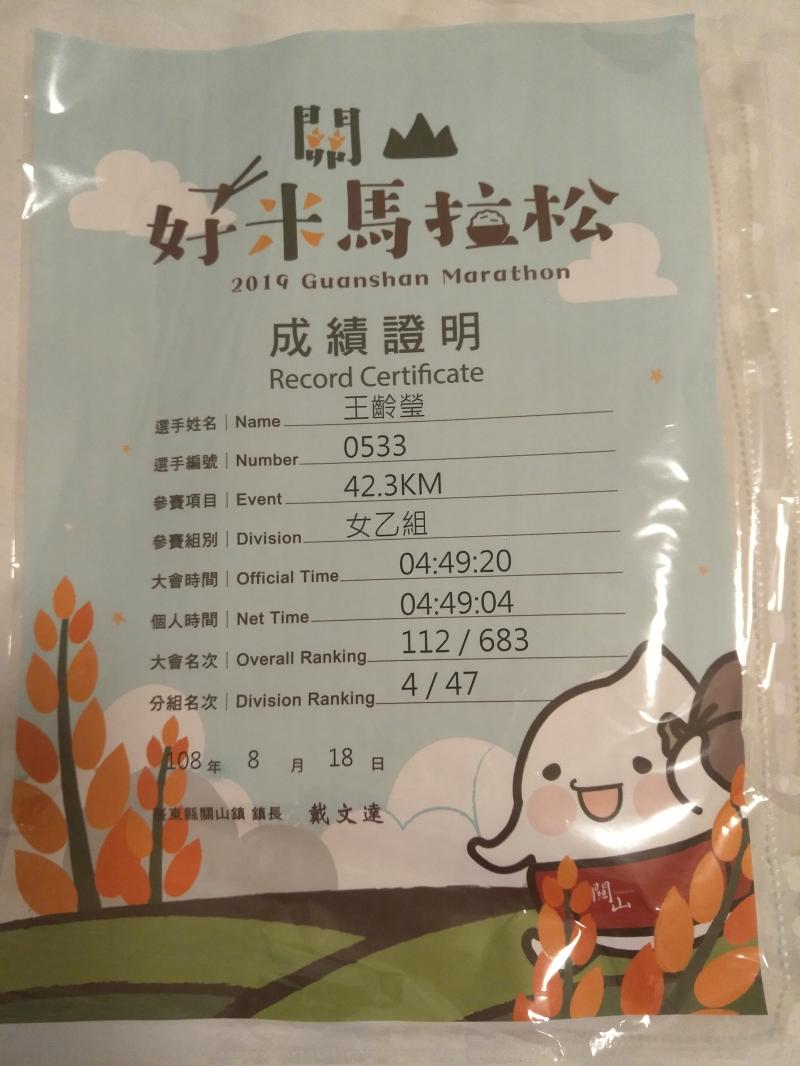 關山
好米馬拉松
2019 Guanshan Marathon
成績證明
Record Certificate
選手姓名 | Name 王齡瑩
選手編號 | Number 0533
參賽項目 | Event 42.3KM
參賽組別 | Division 女乙組
大會時間 | Official Time 04:49:20
個人時間 | Net Time 04:49:04
大會名次 | Overall Ranking 112 / 683
分組名次 | Division Ranking 4 / 47
108 年 8 月 18 日
臺東縣關山鎮 鎮長 戴文達
關山